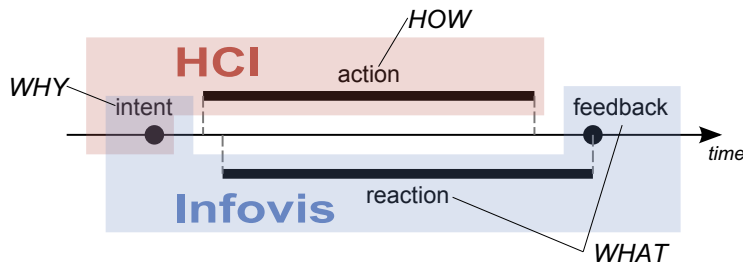 HOW
HCI
action
WHY
intent
feedback
time
Infovis
reaction
WHAT